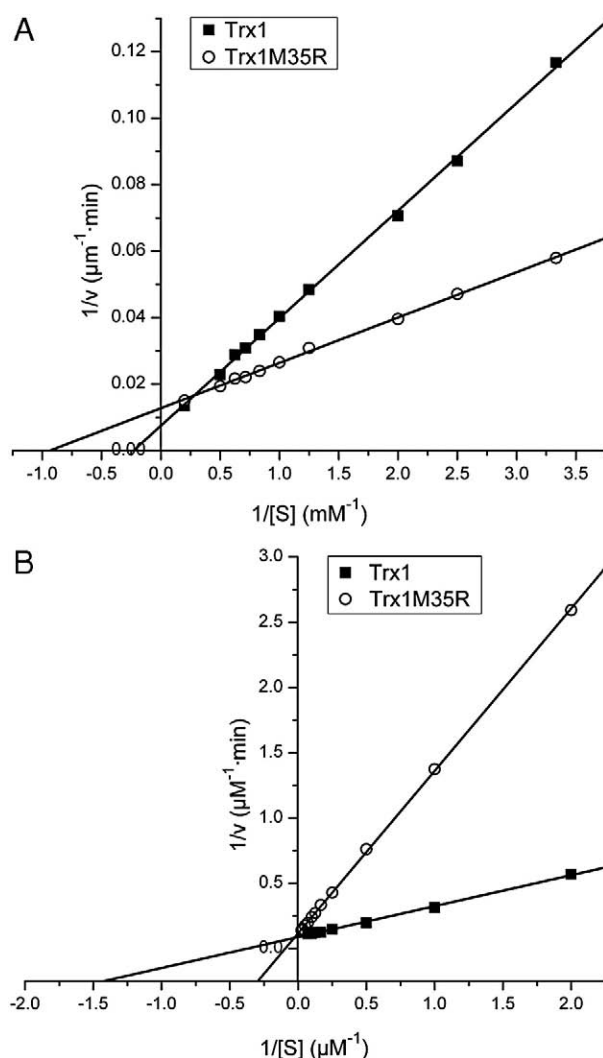 A
Trx1
Trx1M35R
0.12
0.10
0.08
0.06
0.04
0.02
0.00
1/v (µm⁻¹·min)
-1.0 -0.5 0.0 0.5 1.0 1.5 2.0 2.5 3.0 3.5
1/[S] (mM⁻¹)
B
Trx1
Trx1M35R
3.0
2.5
2.0
1.5
1.0
0.5
0.0
1/v (µM⁻¹·min)
-2.0 -1.5 -1.0 -0.5 0.0 0.5 1.0 1.5 2.0
1/[S] (µM⁻¹)